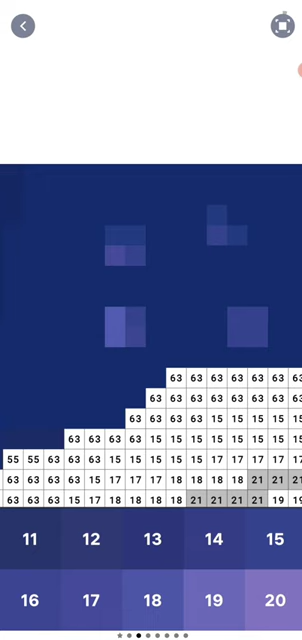 63 63 63 63 63 63 63
63 63 63 63 63 63 63 63
63 63 63 63 15 15 15 15 15
63 63 63 63 15 15 15 15 15 15 15 15
55 55 63 63 63 15 15 15 15 15 17 17 17 17 17
63 63 63 63 15 17 17 17 18 18 18 18 21 21 21
63 63 63 15 17 18 18 18 18 21 21 21 21 19 19
11 12 13 14 15
16 17 18 19 20